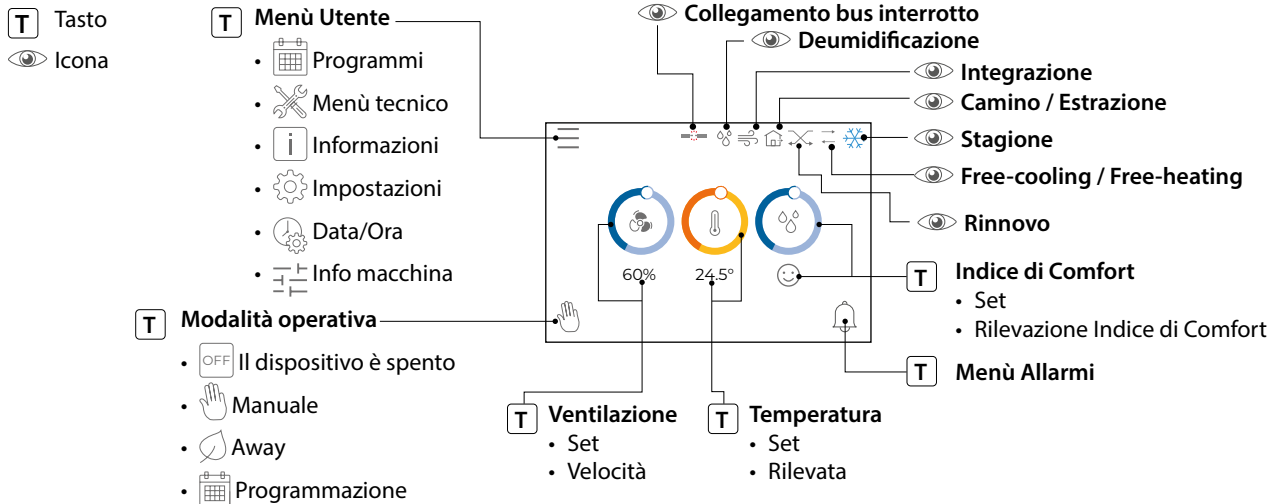 T Tasto
Icona
T Menù Utente
• Programmi
• Menù tecnico
• i Informazioni
• Impostazioni
• Data/Ora
• Info macchina
T Modalità operativa
• OFF Il dispositivo è spento
• Manuale
• Away
• Programmazione
Collegamento bus interrotto
Deumidificazione
Integrazione
Camino / Estrazione
Stagione
Free-cooling / Free-heating
Rinnovo
60%
24.5°
T Indice di Comfort
• Set
• Rilevazione Indice di Comfort
T Menù Allarmi
T Ventilazione
• Set
• Velocità
T Temperatura
• Set
• Rilevata